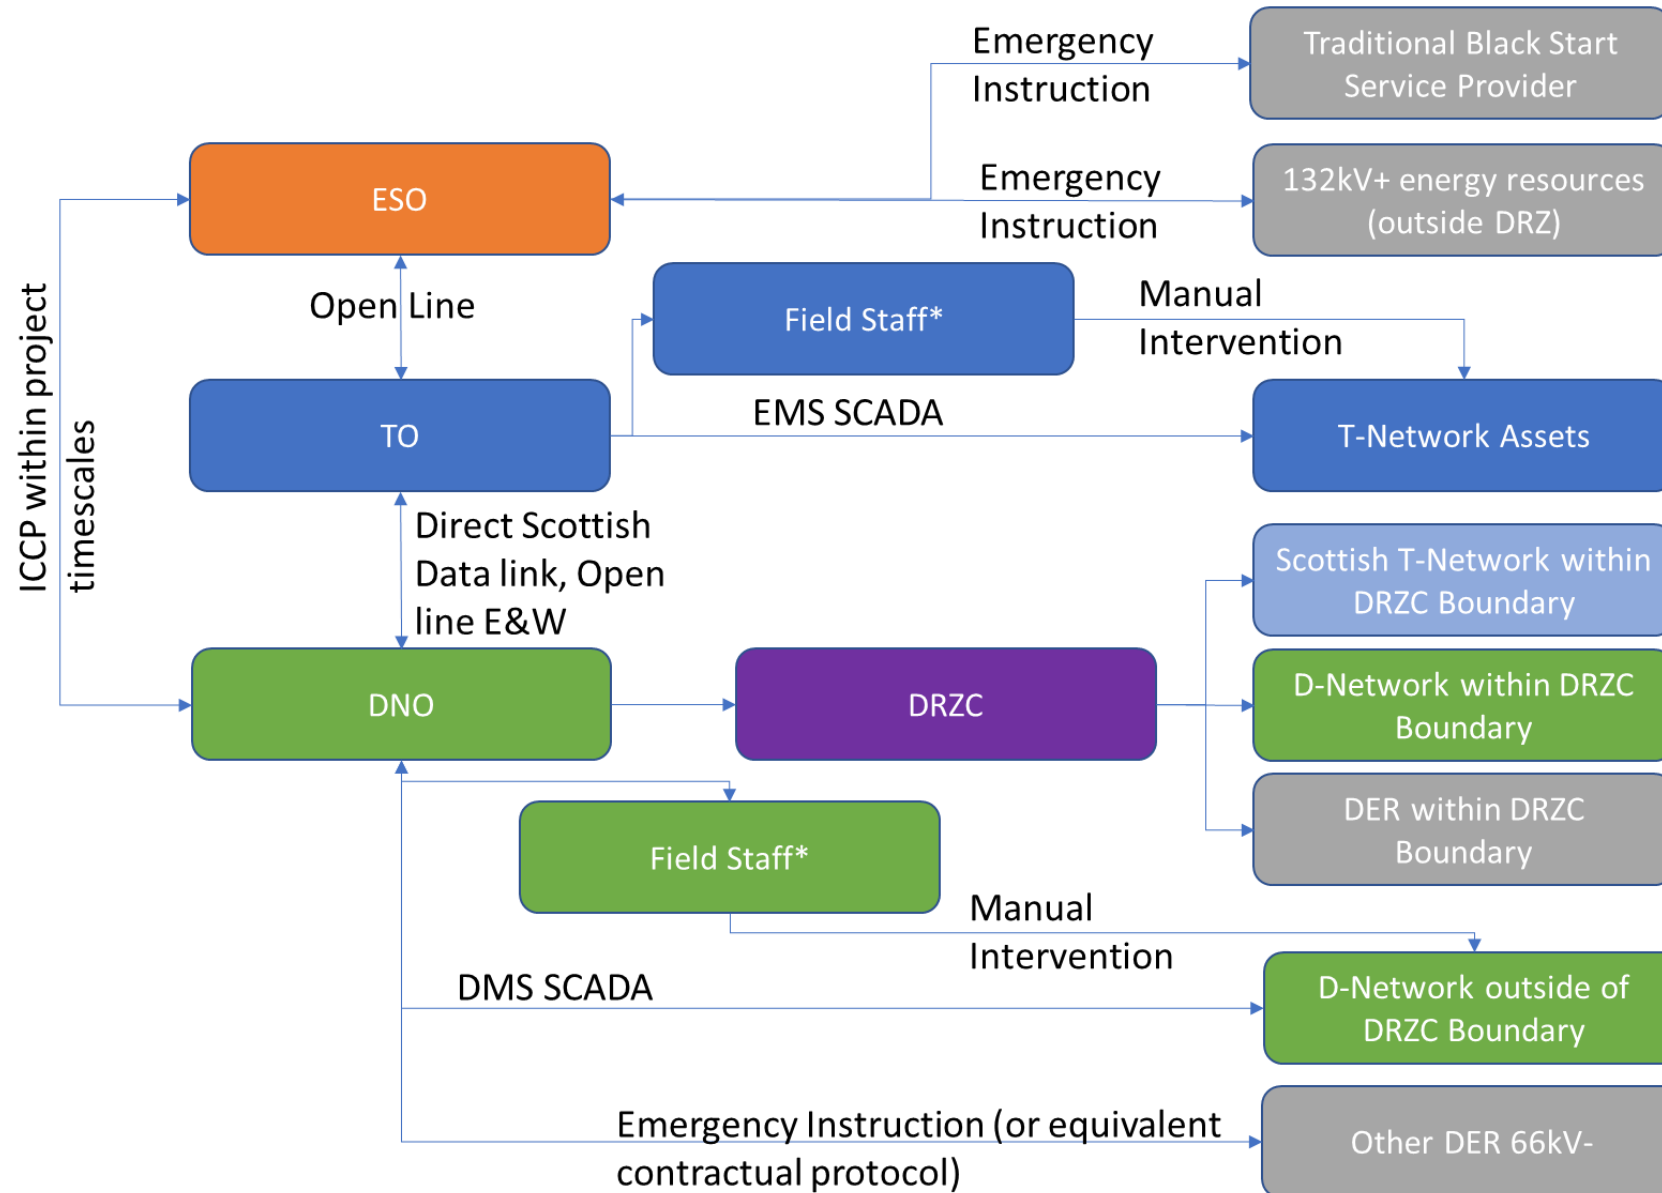 Emergency
Instruction
Traditional Black Start
Service Provider
ESO
Emergency
Instruction
132kV+ energy resources
(outside DRZ)
ICCP within project
timescales
Open Line
Field Staff*
Manual
Intervention
TO
EMS SCADA
T-Network Assets
Direct Scottish
Data link, Open
line E&W
Scottish T-Network within
DRZC Boundary
DNO
DRZC
D-Network within DRZC
Boundary
DER within DRZC
Boundary
Field Staff*
Manual
Intervention
DMS SCADA
D-Network outside of
DRZC Boundary
Emergency Instruction (or equivalent
contractual protocol)
Other DER 66kV-